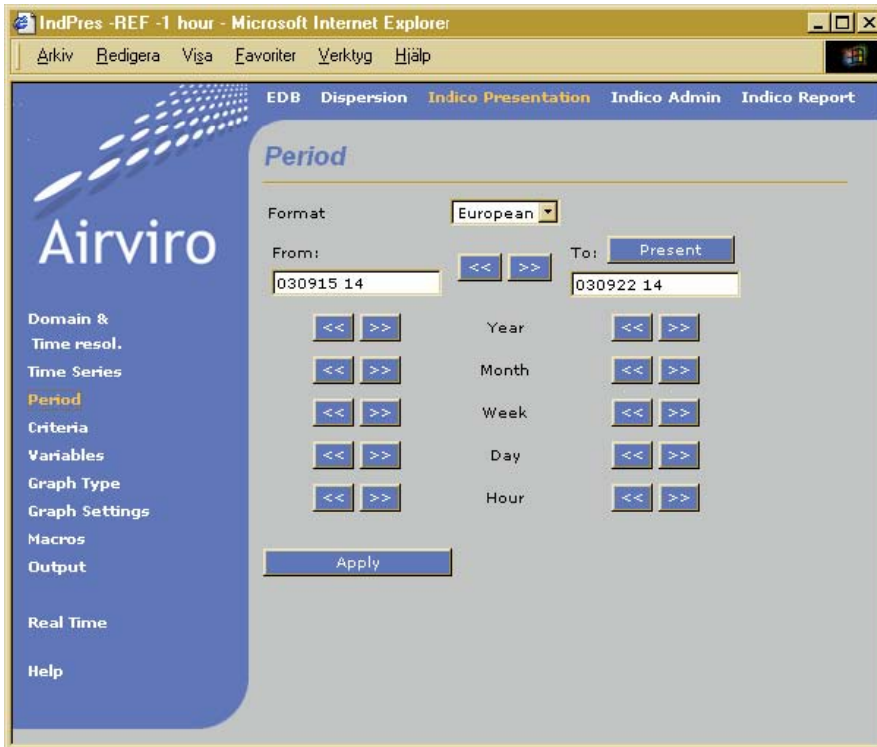 IndPres -REF -1 hour - Microsoft Internet Explorer
Arkiv Redigera Visa Favoriter Verktyg Hjälp
EDB Dispersion Indico Presentation Indico Admin Indico Report
Airviro
Domain &
Time resol.
Time Series
Period
Criteria
Variables
Graph Type
Graph Settings
Macros
Output
Real Time
Help
Period
Format European
From: << >> To: Present
030915 14 030922 14
<< >> Year << >>
<< >> Month << >>
<< >> Week << >>
<< >> Day << >>
<< >> Hour << >>
Apply